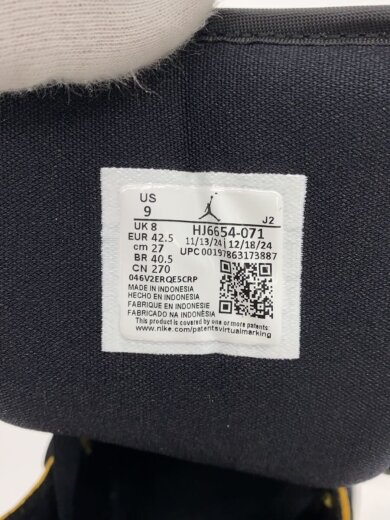 US
9
J2
UK 8
EUR 42.5
cm 27
BR 40.5
CN 270
HJ6654-071
11/13/24 12/18/24
UPC 00197863173887
046V2ERQE5CRP
MADE IN INDONESIA
HECHO EN INDONESIA
FABRIQUE EN INDONESIE
FABRICADO NA INDONÉSIA
This product is covered by one or more patents:
www.nike.com/patentsvirtualmarking